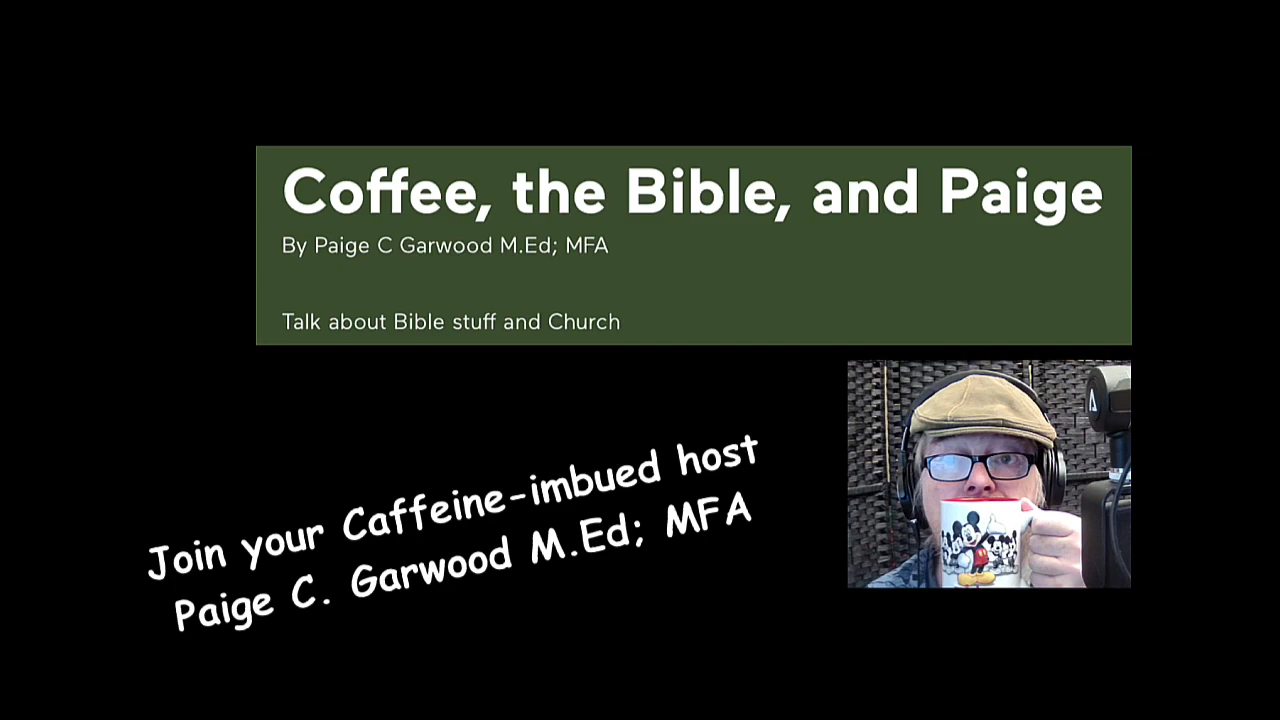 Coffee, the Bible, and Paige
By Paige C Garwood M.Ed; MFA
Talk about Bible stuff and Church
Join your Caffeine-imbued host
Paige C. Garwood M.Ed; MFA